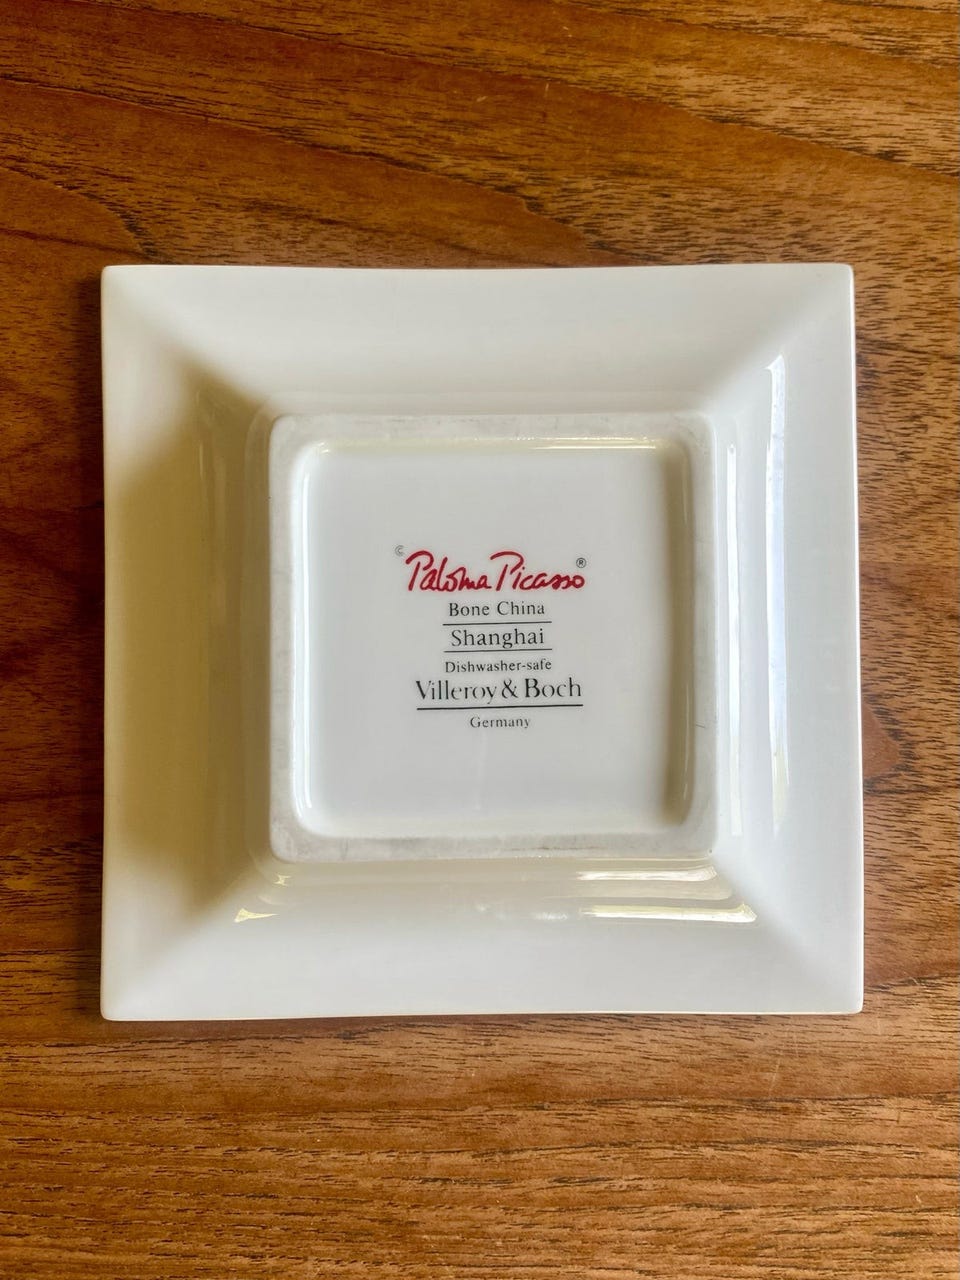 © Paloma Picasso ®
Bone China
Shanghai
Dishwasher-safe
Villeroy & Boch
Germany